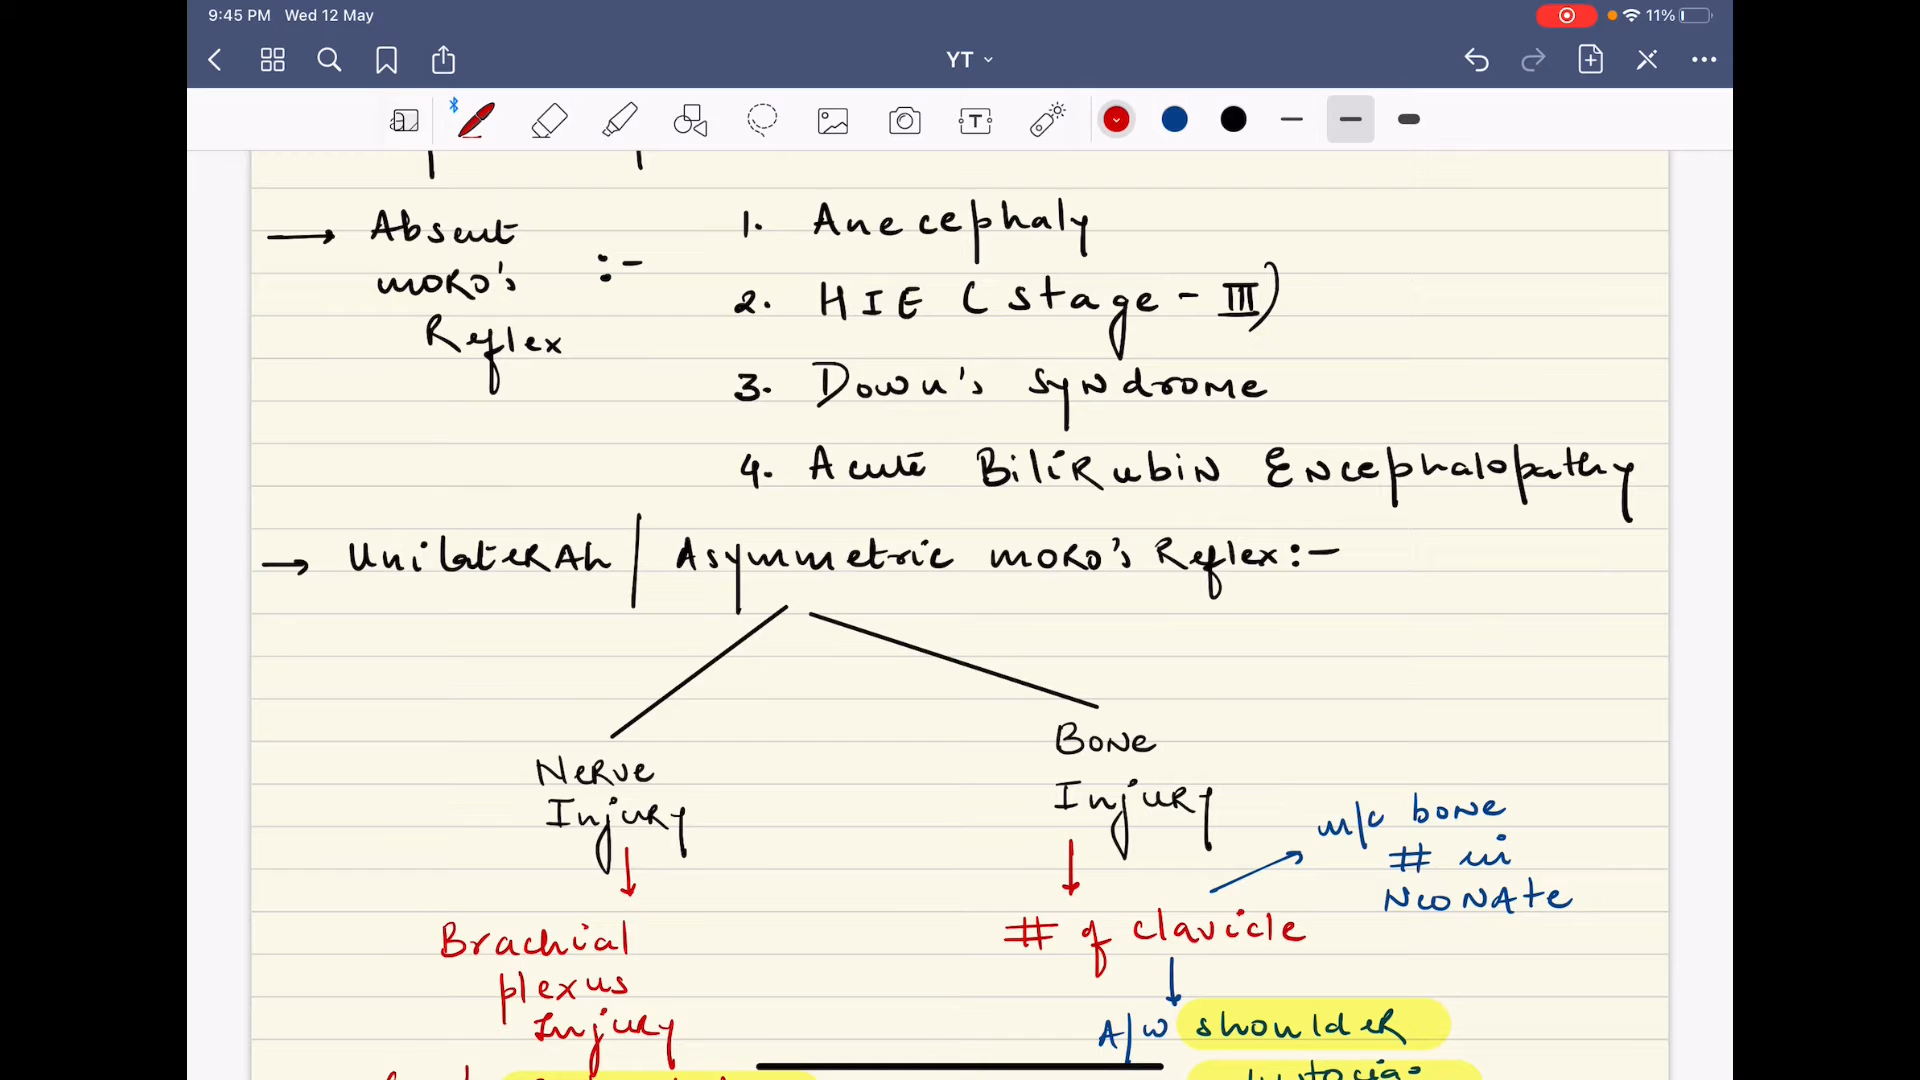 9:45 PM Wed 12 May
11%
YT
→ Absent
MORO's :-
Reflex
1. Anecephaly
2. HIE (stage - III)
3. Down's syndrome
4. Acute BiliRubin Encephalopathy
→ UnilateRAL | Asymmetric MORO's Reflex:-
Nerve
Injury
Bone
Injury
m/c bone
# in
Neonate
Brachial
plexus
Injury
# of clavicle
A/w shoulder